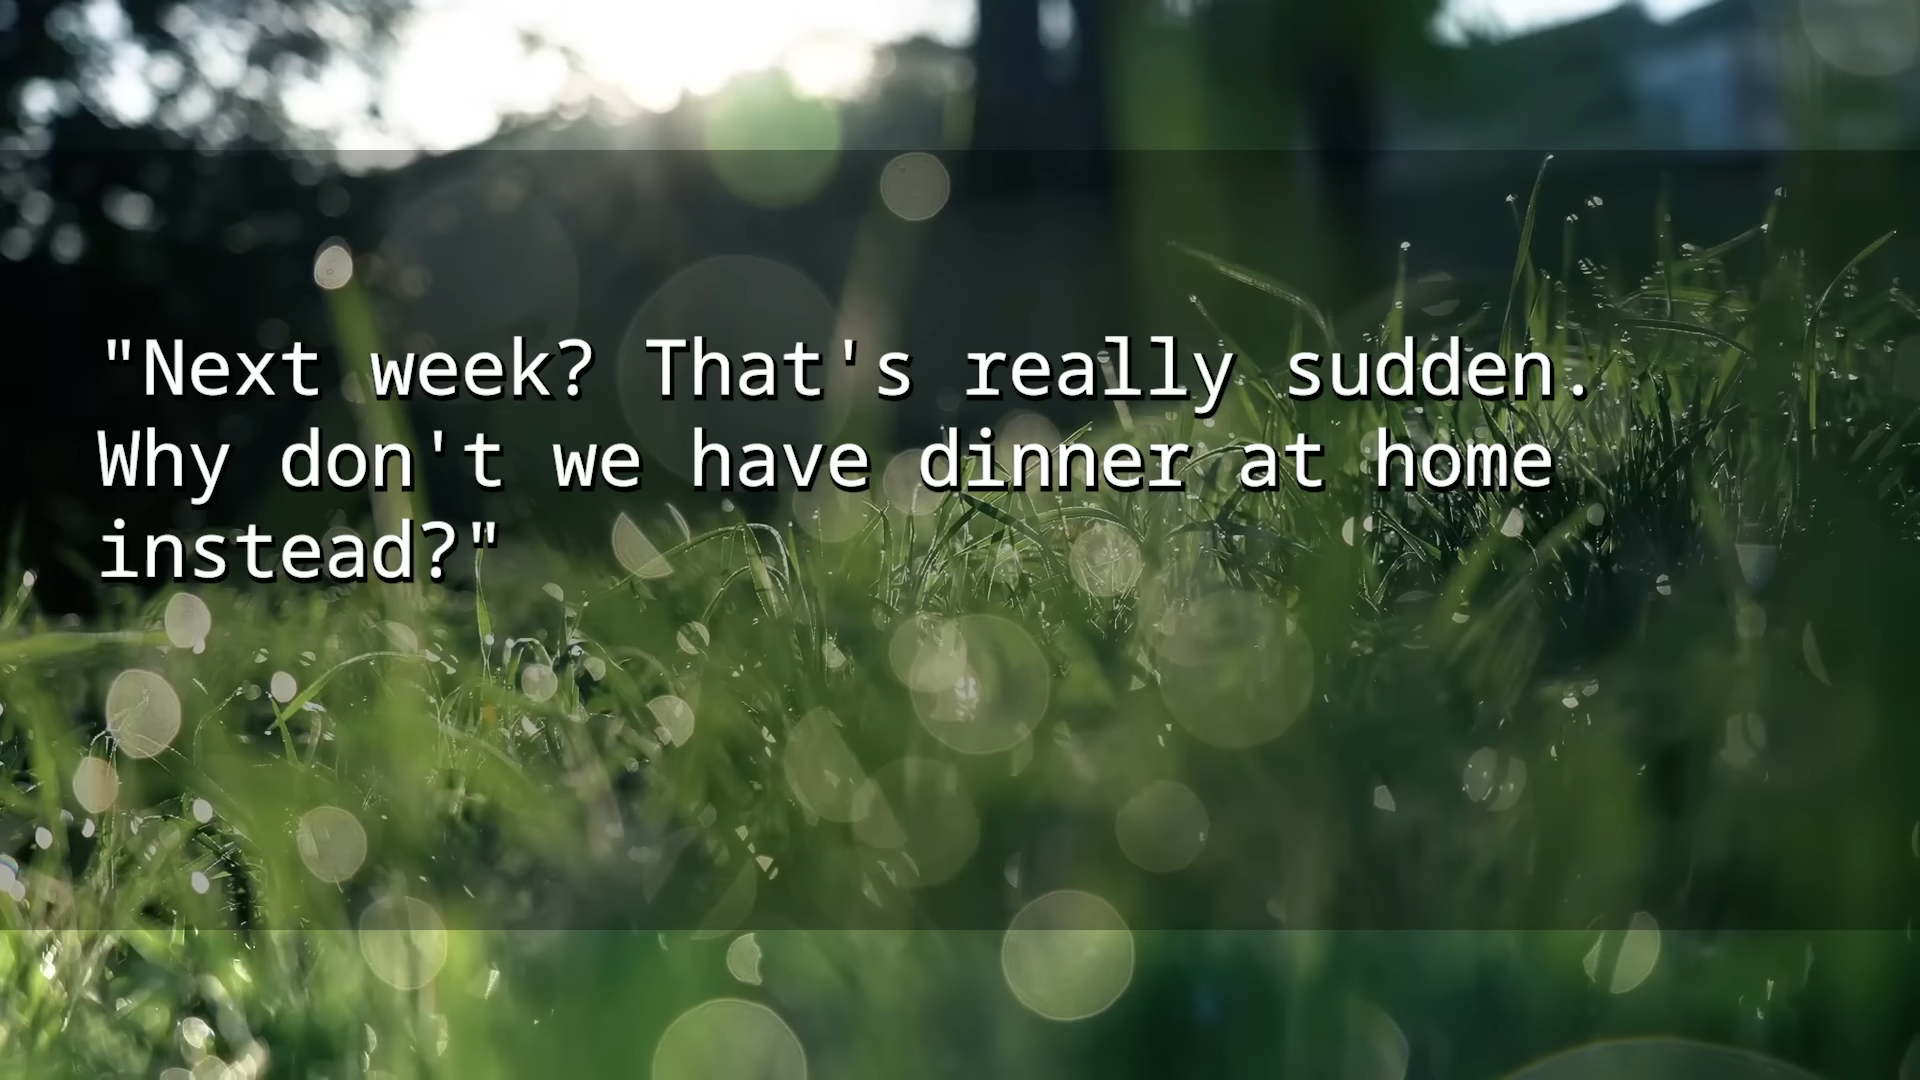 "Next week? That's really sudden.
Why don't we have dinner at home
instead?"